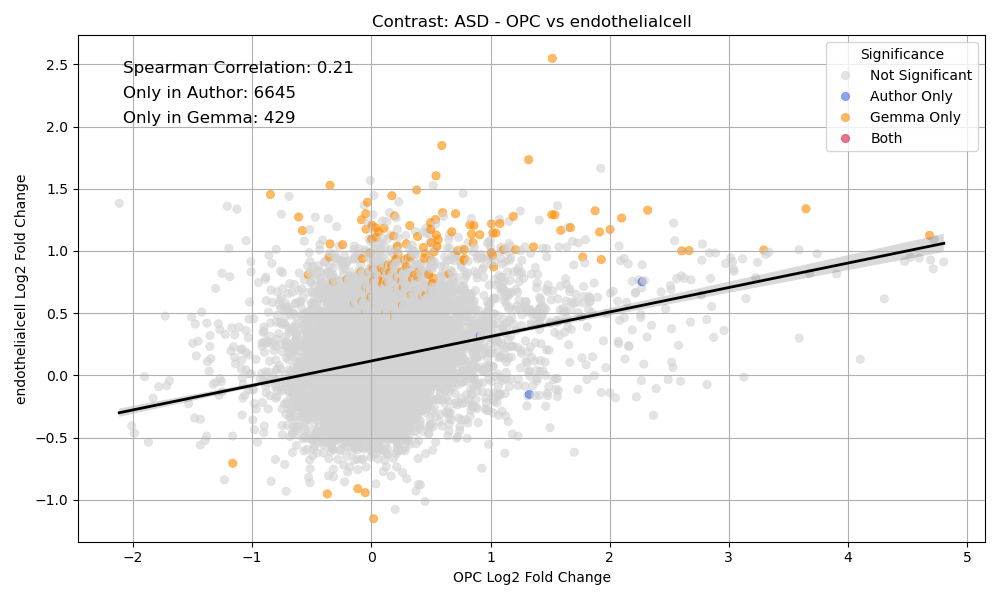 Contrast: ASD - OPC vs endothelialcell
Spearman Correlation: 0.21
Only in Author: 6645
Only in Gemma: 429
Significance
Not Significant
Author Only
Gemma Only
Both
2.5
2.0
1.5
1.0
0.5
0.0
−0.5
−1.0
endothelialcell Log2 Fold Change
−2
−1
0
1
2
3
4
5
OPC Log2 Fold Change